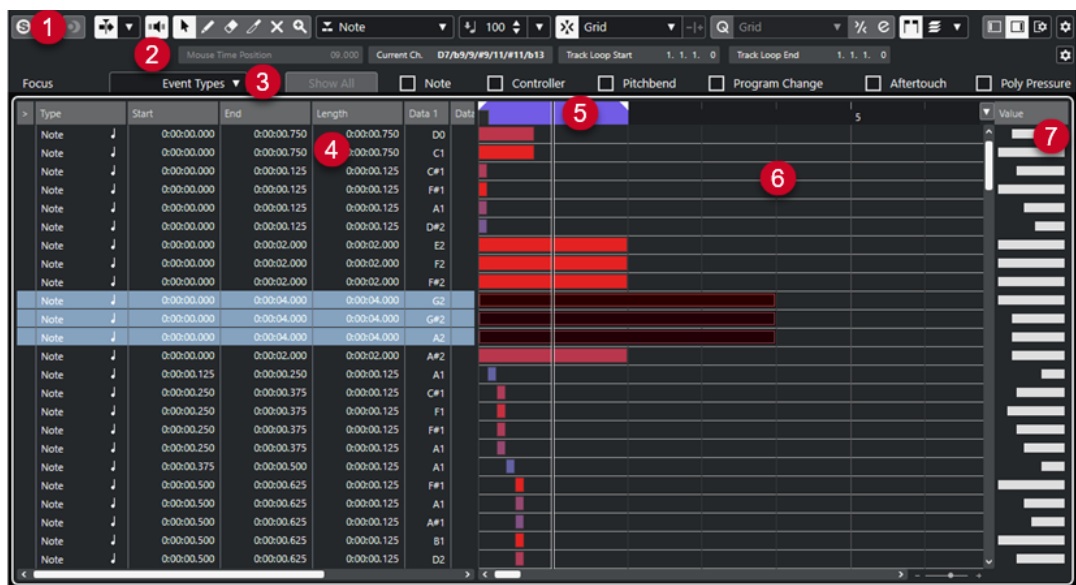 S 1 Note 100 Grid Q Grid e
2 Mouse Time Position 09.000 Current Ch. D7/b9/9/#9/11/#11/b13 Track Loop Start 1. 1. 1. 0 Track Loop End 1. 1. 1. 0
Focus Event Types 3 Show All Note Controller Pitchbend Program Change Aftertouch Poly Pressure
> Type Start End Length Data 1 Data 5 5 Value
Note 0:00:00.000 0:00:00.750 0:00:00.750 D0 7
Note 0:00:00.000 0:00:00.750 4 0:00:00.750 C1
Note 0:00:00.000 0:00:00.125 0:00:00.125 C#1 6
Note 0:00:00.000 0:00:00.125 0:00:00.125 F#1
Note 0:00:00.000 0:00:00.125 0:00:00.125 A1
Note 0:00:00.000 0:00:00.125 0:00:00.125 D#2
Note 0:00:00.000 0:00:02.000 0:00:02.000 E2
Note 0:00:00.000 0:00:02.000 0:00:02.000 F2
Note 0:00:00.000 0:00:02.000 0:00:02.000 F#2
Note 0:00:00.000 0:00:04.000 0:00:04.000 G2
Note 0:00:00.000 0:00:04.000 0:00:04.000 G#2
Note 0:00:00.000 0:00:04.000 0:00:04.000 A2
Note 0:00:00.000 0:00:02.000 0:00:02.000 A#2
Note 0:00:00.125 0:00:00.250 0:00:00.125 A1
Note 0:00:00.250 0:00:00.375 0:00:00.125 C#1
Note 0:00:00.250 0:00:00.375 0:00:00.125 F1
Note 0:00:00.250 0:00:00.375 0:00:00.125 F#1
Note 0:00:00.250 0:00:00.375 0:00:00.125 A1
Note 0:00:00.375 0:00:00.500 0:00:00.125 A1
Note 0:00:00.500 0:00:00.625 0:00:00.125 F#1
Note 0:00:00.500 0:00:00.625 0:00:00.125 A1
Note 0:00:00.500 0:00:00.625 0:00:00.125 A#1
Note 0:00:00.500 0:00:00.625 0:00:00.125 B1
Note 0:00:00.500 0:00:00.625 0:00:00.125 D2